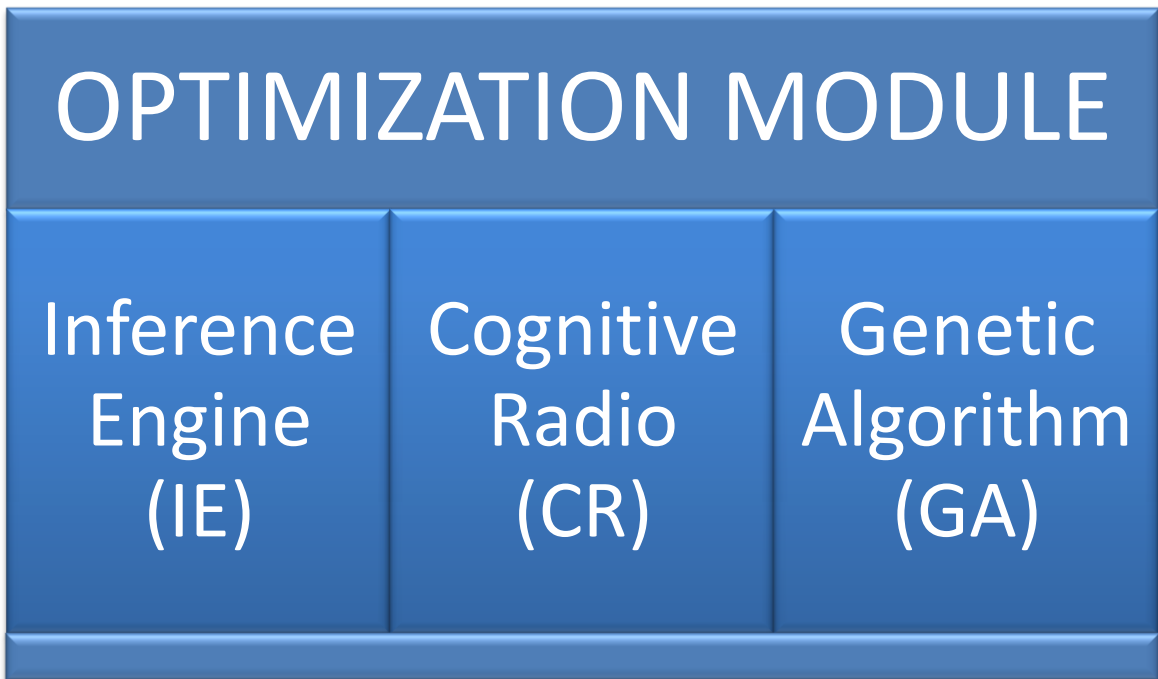 OPTIMIZATION MODULE
Inference
Engine
(IE)
Cognitive
Radio
(CR)
Genetic
Algorithm
(GA)